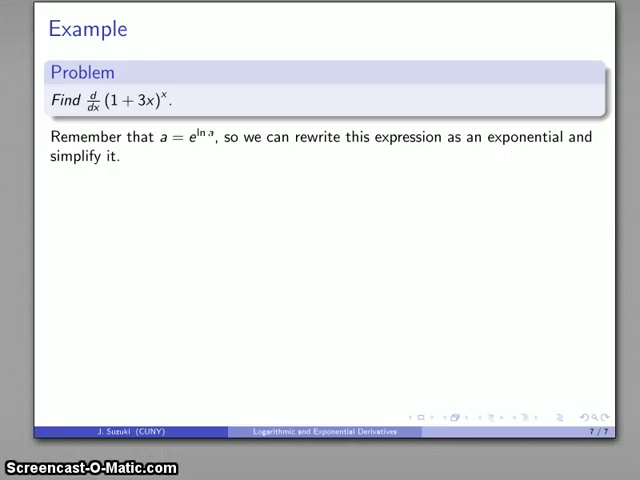 Example
Problem
Find d/dx (1 + 3x)^x.
Remember that a = e^{ln a}, so we can rewrite this expression as an exponential and
simplify it.
J. Suzuki (CUNY) Logarithmic and Exponential Derivatives 7 / 7
Screencast-O-Matic.com